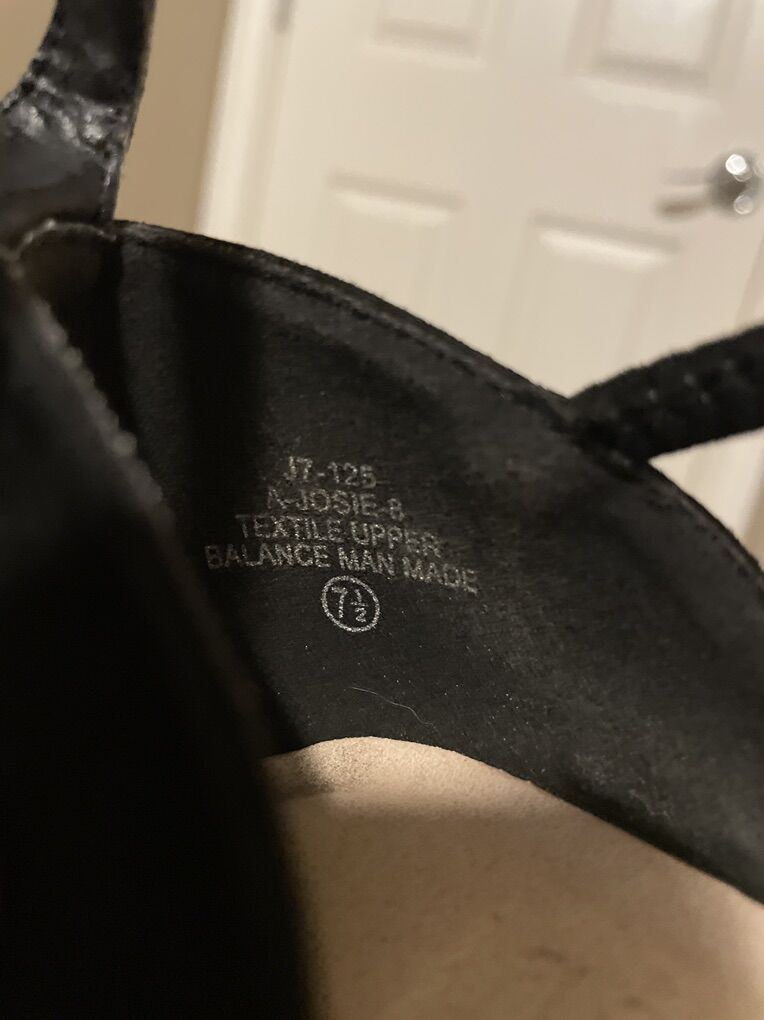 J7-125
A-JOSIE-8
TEXTILE UPPER
BALANCE MAN MADE
7½